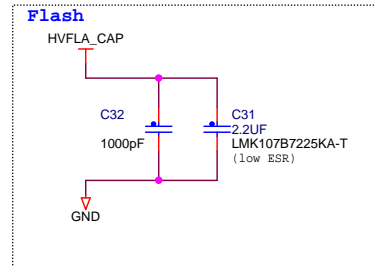 Flash
HVFLA_CAP
C32
1000pF
C31
2.2UF
LMK107B7225KA-T
(low ESR)
GND